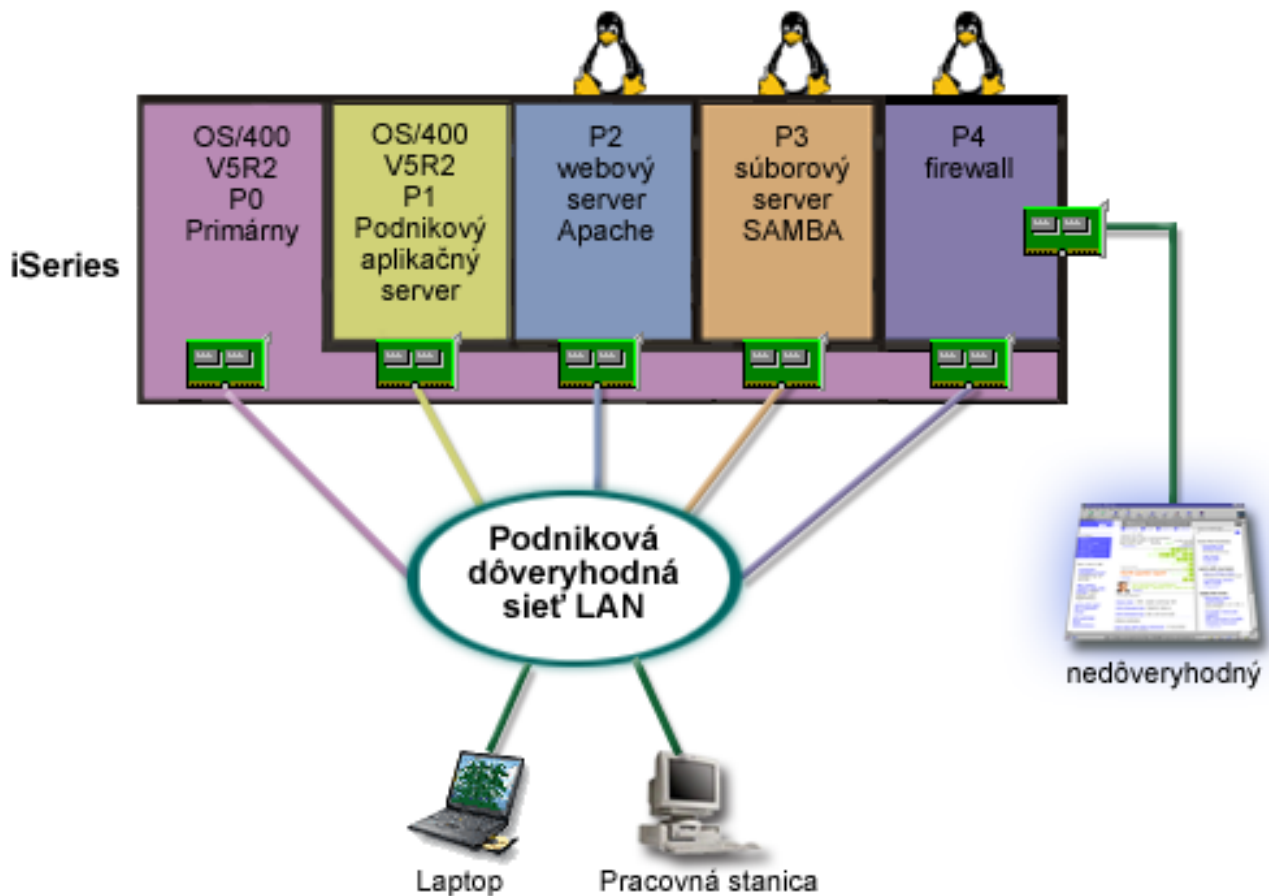 OS/400
V5R2
P0
Primárny
OS/400
V5R2
P1
Podnikový
aplikačný
server
P2
webový
server
Apache
P3
súborový
server
SAMBA
P4
firewall
iSeries
Podniková
dôveryhodná
sieť LAN
nedôveryhodný
Laptop
Pracovná stanica